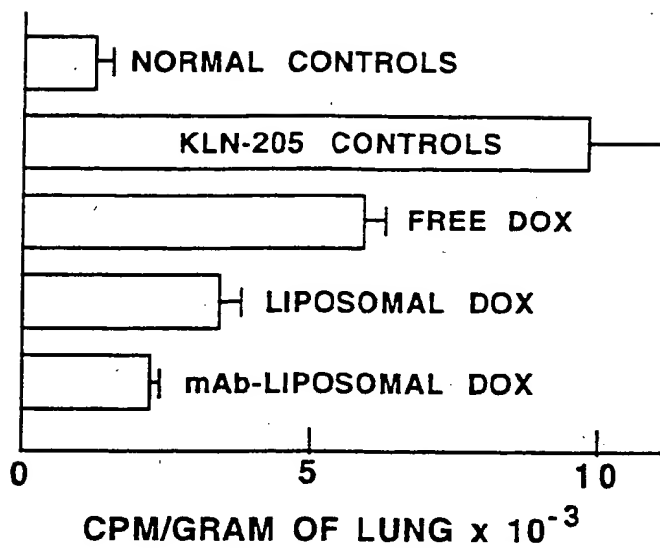 NORMAL CONTROLS
KLN-205 CONTROLS
FREE DOX
LIPOSOMAL DOX
mAb-LIPOSOMAL DOX
0 5 10
CPM/GRAM OF LUNG x 10⁻³